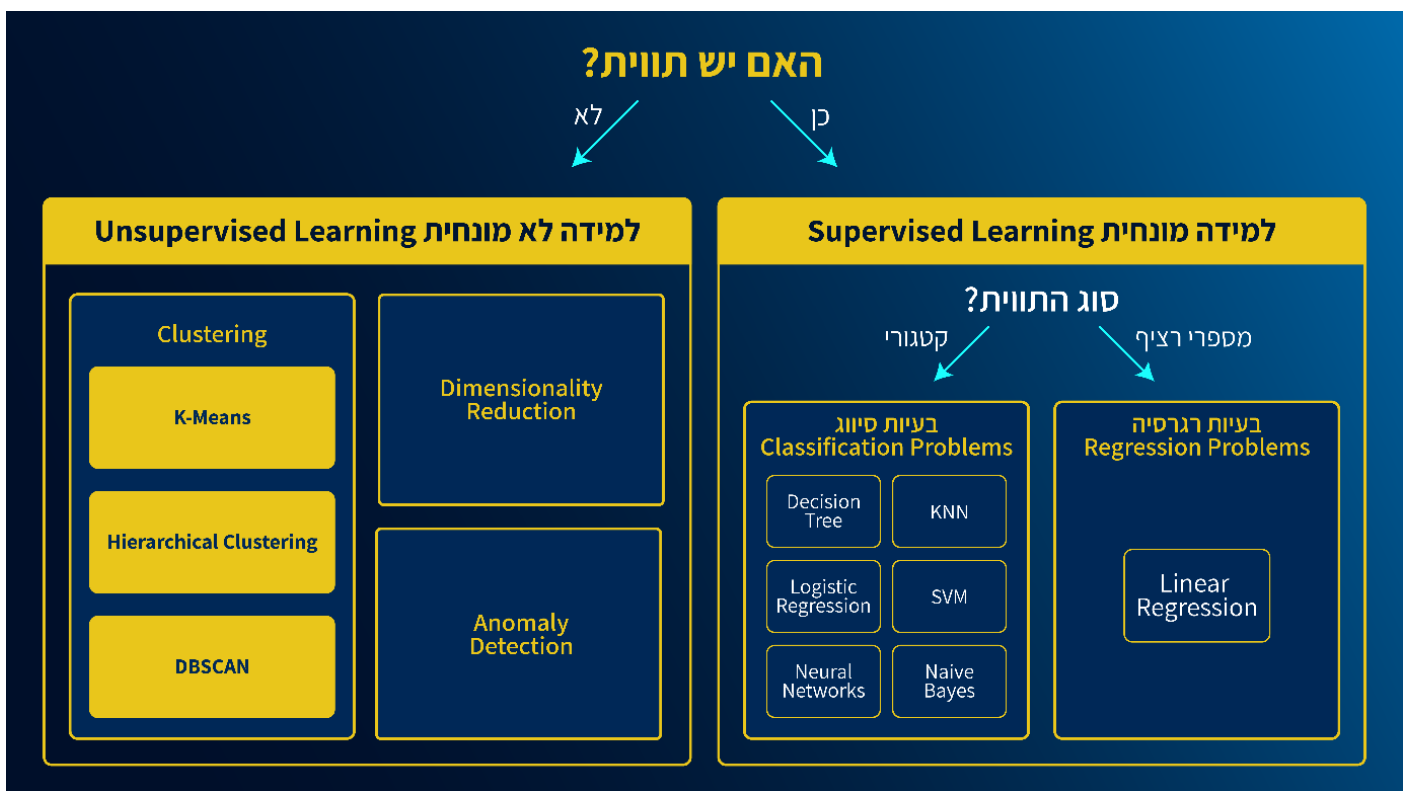 האם יש תווית?
כן
לא
למידה מונחית Supervised Learning
סוג התווית?
מספרי רציף
קטגורי
בעיות רגרסיה
Regression Problems
Linear
Regression
בעיות סיווג
Classification Problems
Decision
Tree
KNN
Logistic
Regression
SVM
Neural
Networks
Naive
Bayes
למידה לא מונחית Unsupervised Learning
Clustering
K-Means
Hierarchical Clustering
DBSCAN
Dimensionality
Reduction
Anomaly
Detection